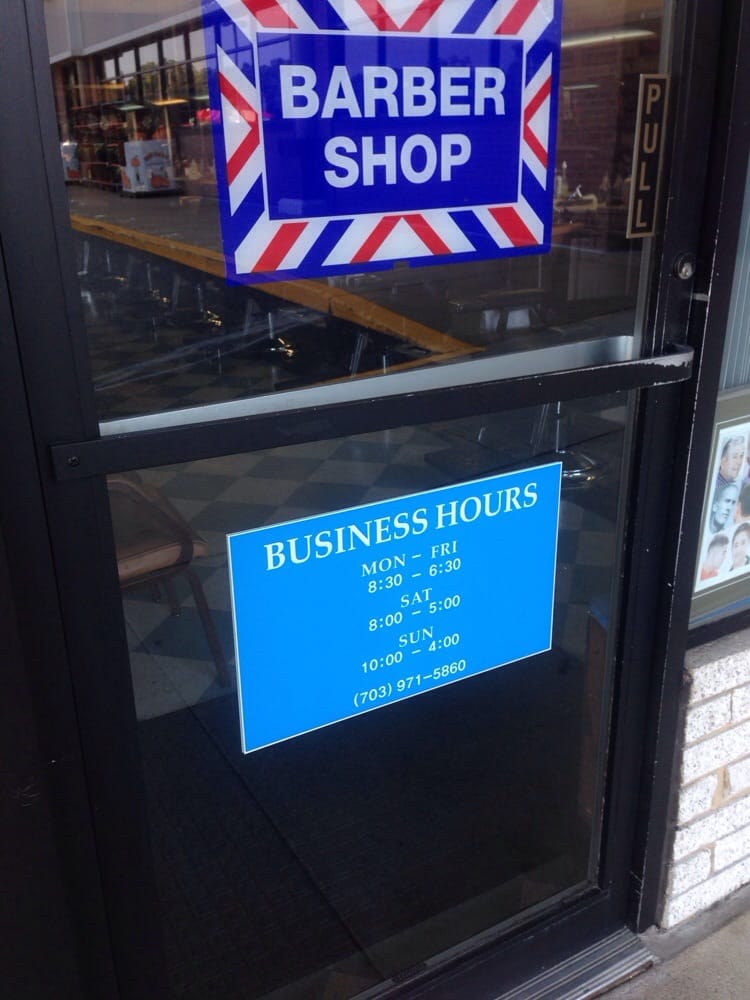 BARBER
SHOP
PULL
BUSINESS HOURS
MON – FRI
8:30 – 6:30
SAT
8:00 – 5:00
SUN
10:00 – 4:00
(703) 971–5860